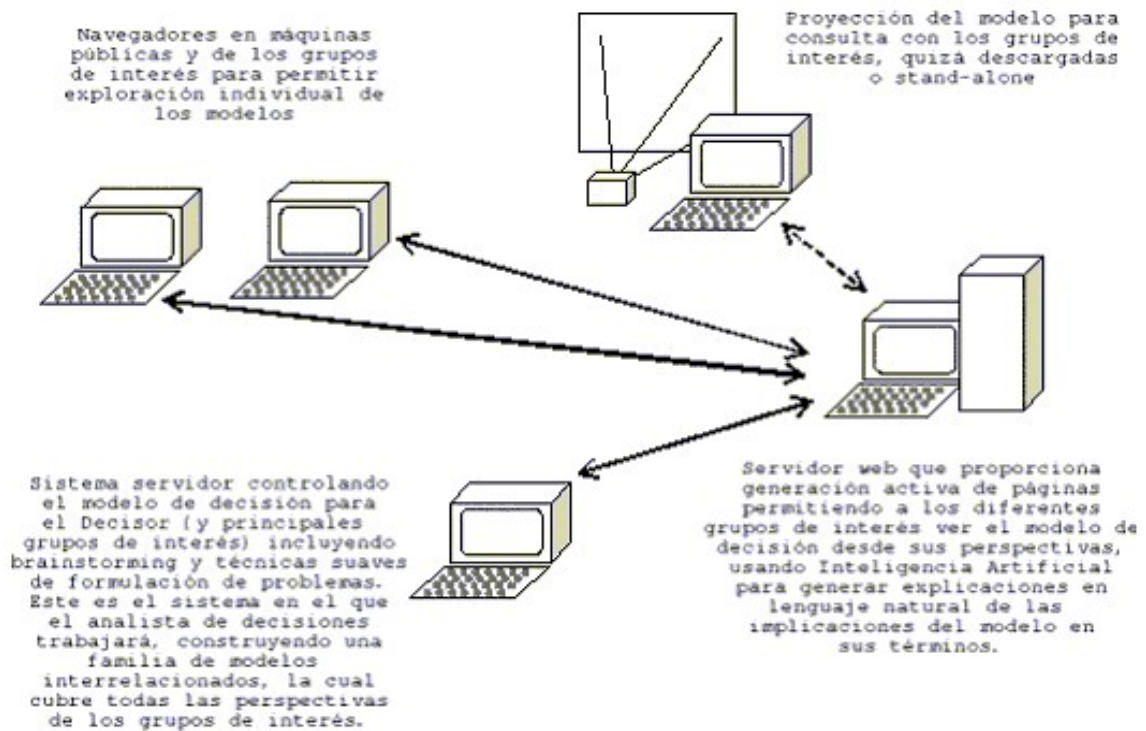 Navegadores en máquinas
públicas y de los grupos
de interés para permitir
exploración individual de
los modelos
Proyección del modelo para
consulta con los grupos de
interés, quizá descargadas
o stand-alone
Sistema servidor controlando
el modelo de decisión para
el Decisor (y principales
grupos de interés) incluyendo
brainstorming y técnicas suaves
de formulación de problemas.
Este es el sistema en el que
el analista de decisiones
trabajará, construyendo una
familia de modelos
interrelacionados, la cual
cubre todas las perspectivas
de los grupos de interés.
Servidor web que proporciona
generación activa de páginas
permitiendo a los diferentes
grupos de interés ver el modelo de
decisión desde sus perspectivas,
usando Inteligencia Artificial
para generar explicaciones en
lenguaje natural de las
implicaciones del modelo en
sus términos.